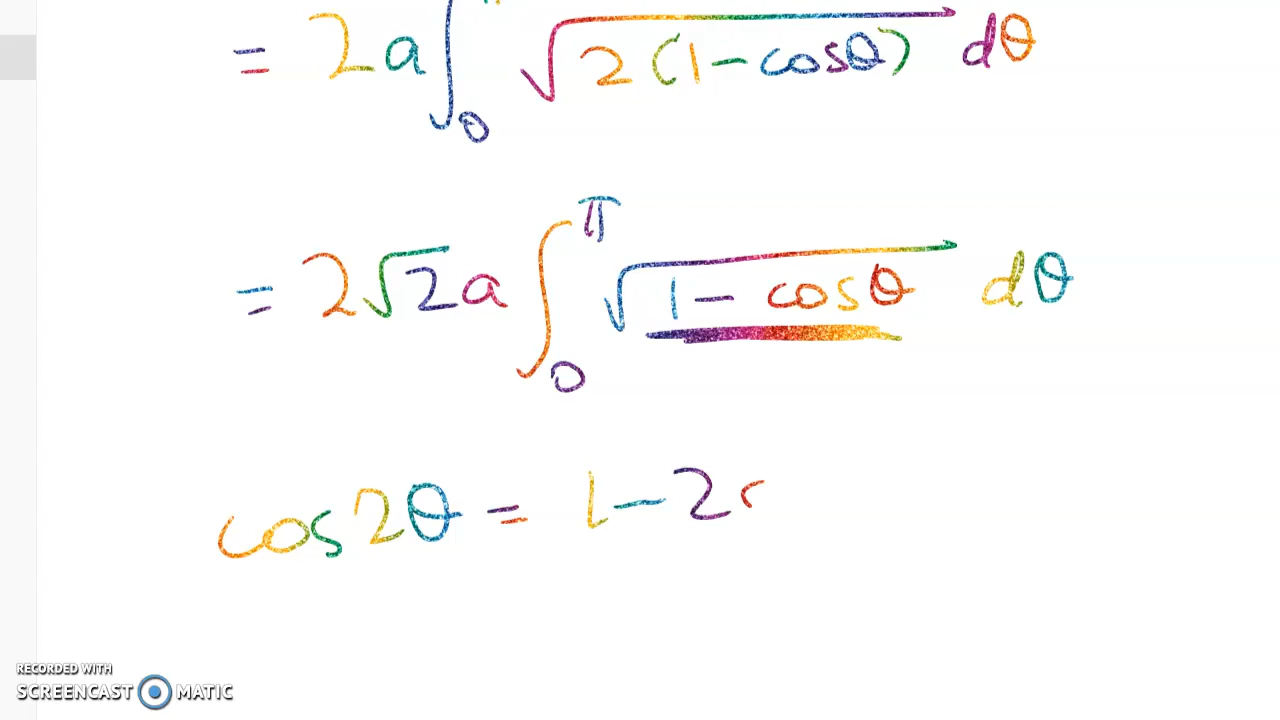 = 2a ∫₀^π √2(1-cosθ) dθ
= 2√2a ∫₀^π √1-cosθ dθ
cos2θ = 1-2
RECORDED WITH
SCREENCAST MATIC